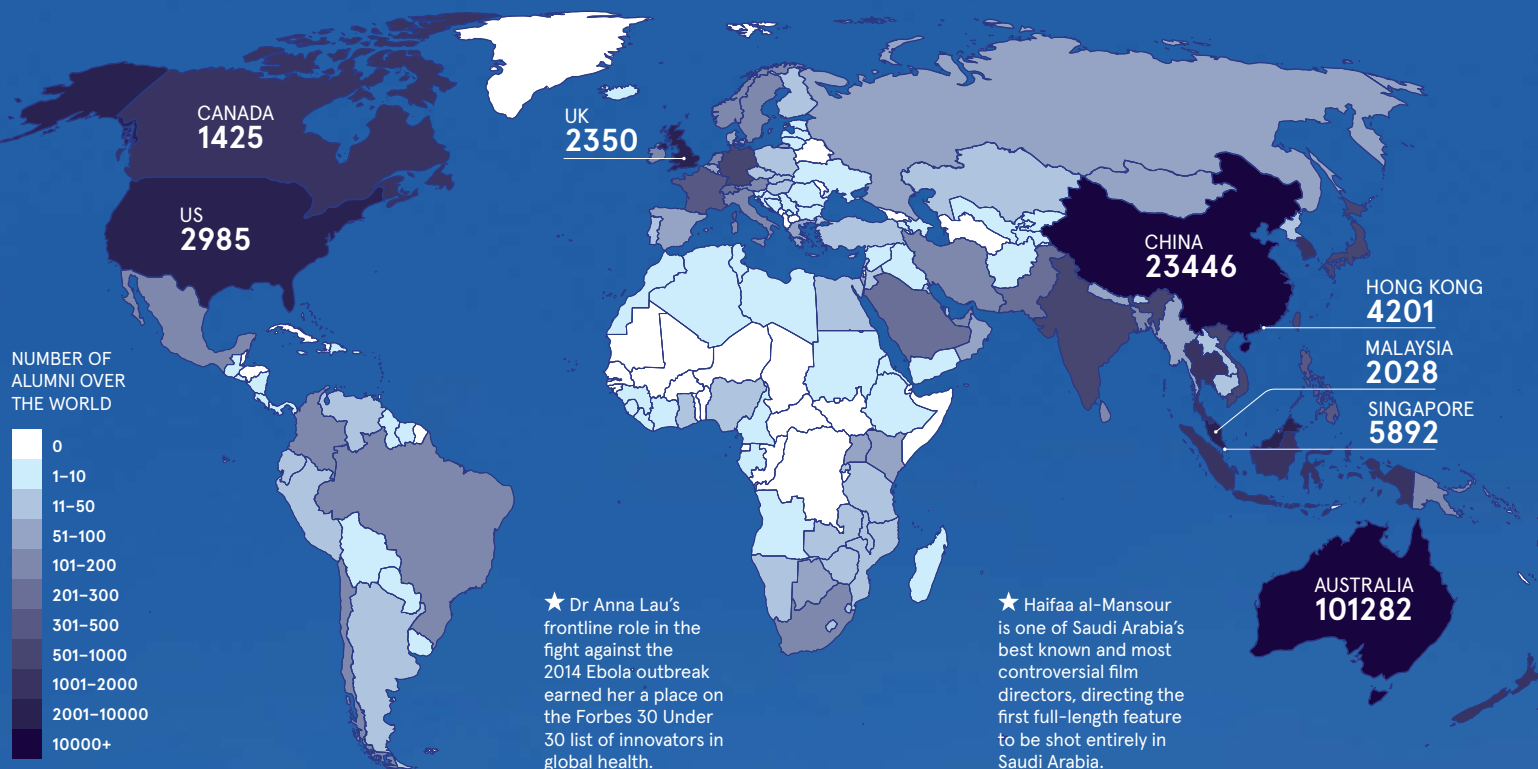 CANADA
1425
US
2985
UK
2350
CHINA
23446
HONG KONG
4201
MALAYSIA
2028
SINGAPORE
5892
AUSTRALIA
101282
NUMBER OF
ALUMNI OVER
THE WORLD
0
1–10
11–50
51–100
101–200
201–300
301–500
501–1000
1001–2000
2001–10000
10000+
★ Dr Anna Lau’s
frontline role in the
fight against the
2014 Ebola outbreak
earned her a place on
the Forbes 30 Under
30 list of innovators in
global health.
★ Haifaa al-Mansour
is one of Saudi Arabia’s
best known and most
controversial film
directors, directing the
first full-length feature
to be shot entirely in
Saudi Arabia.